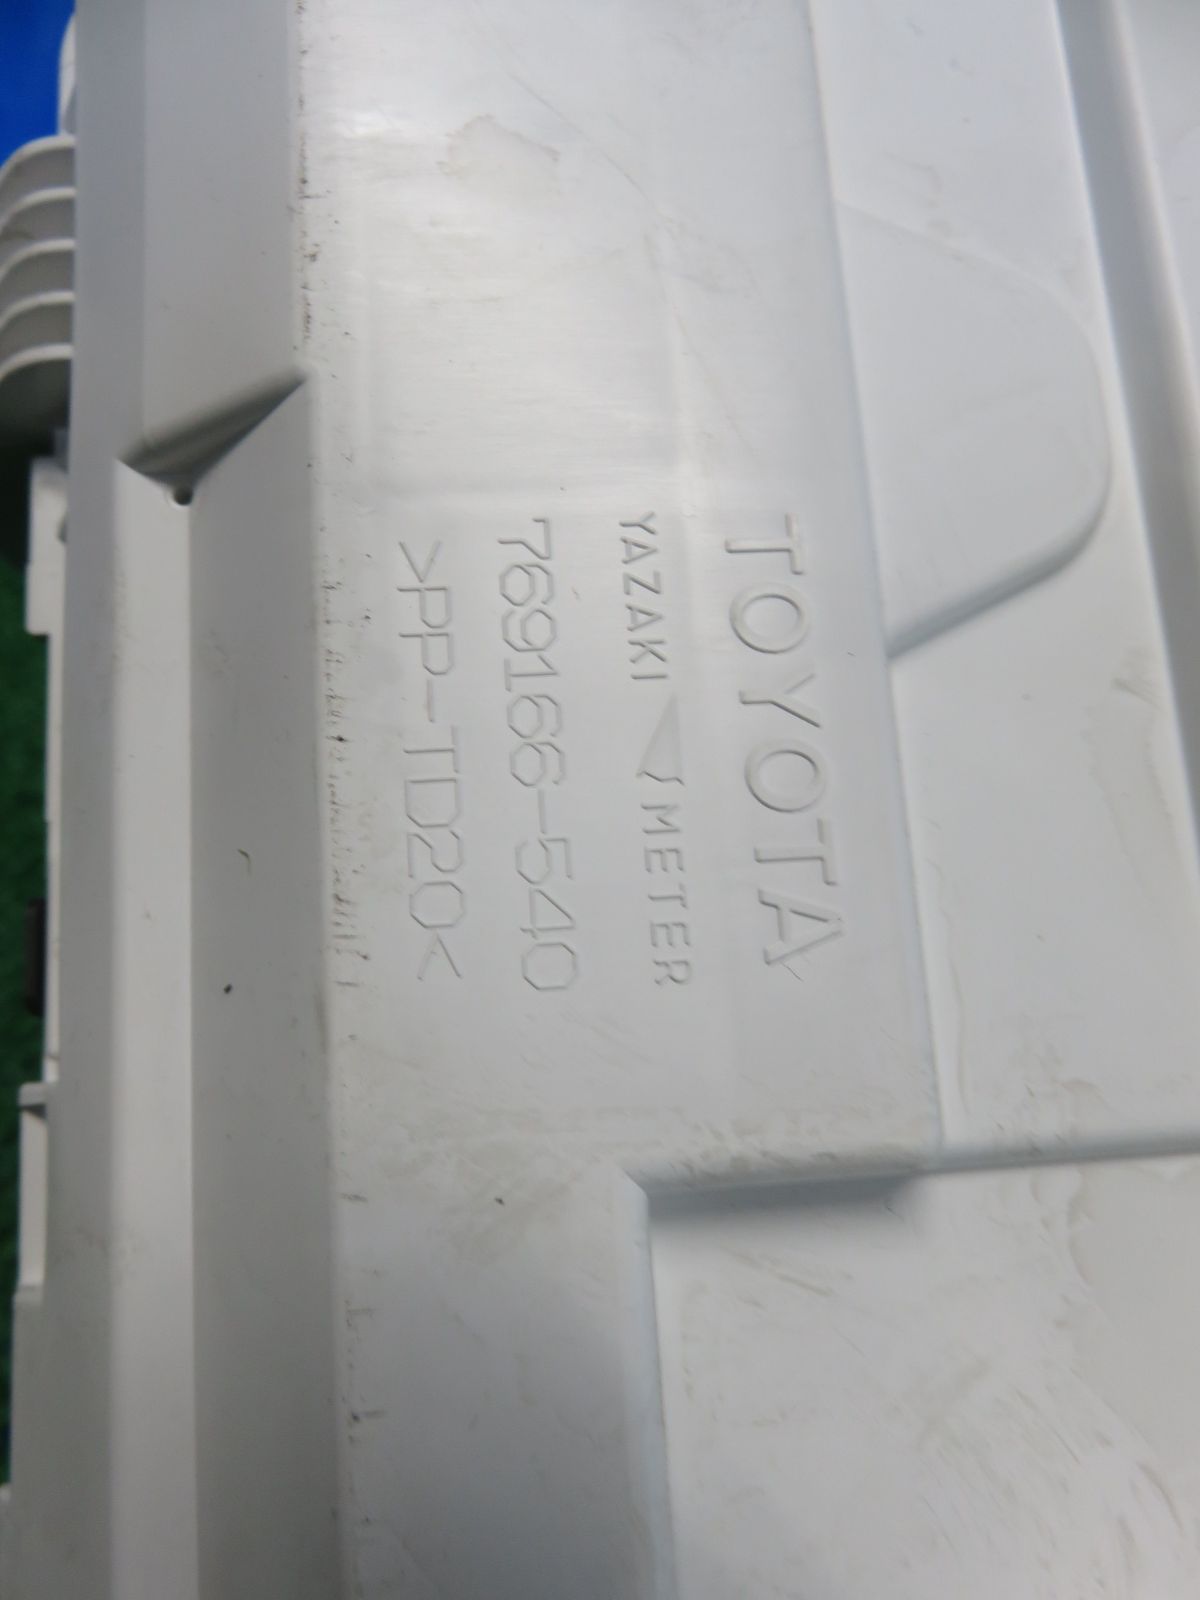 TOYOTA
YAZAKI METER
769166-540
>PP-TD20<